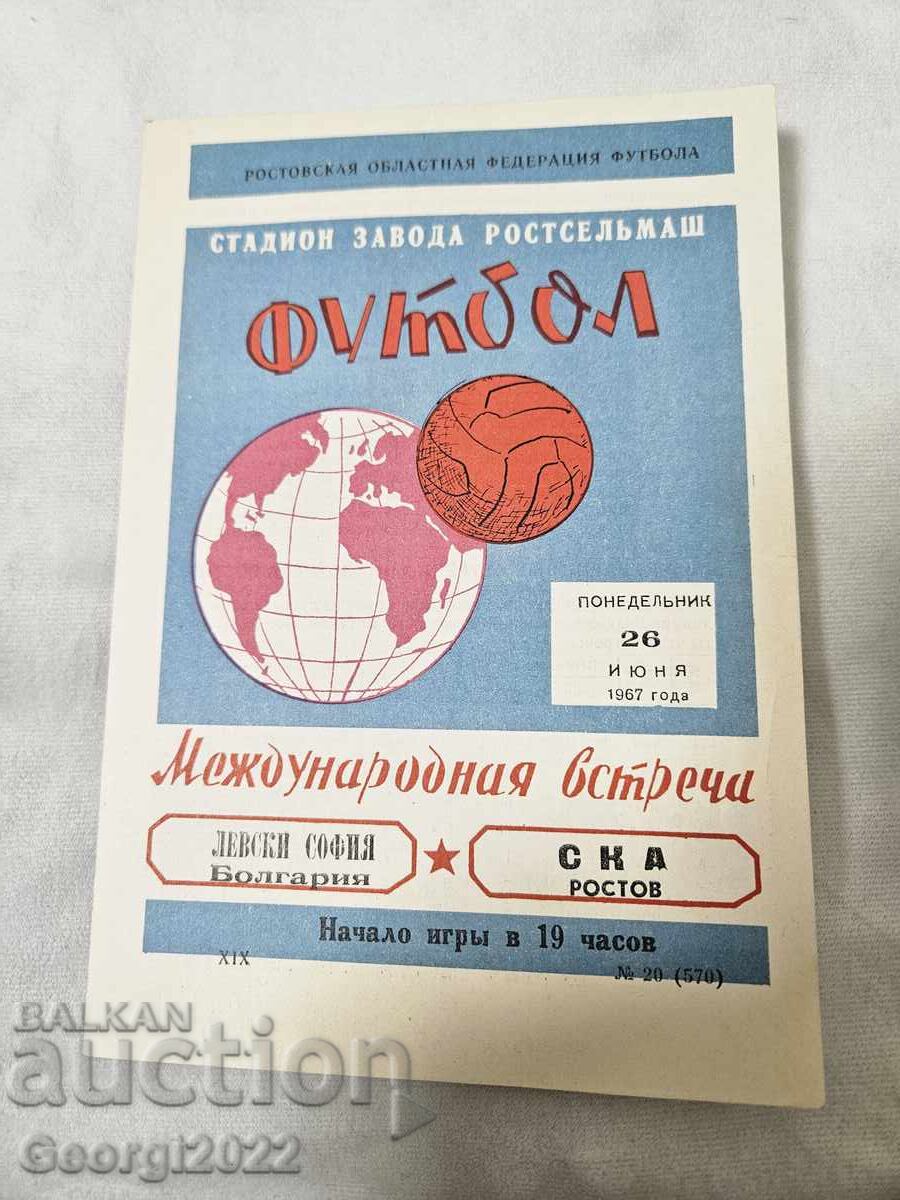 РОСТОВСКАЯ ОБЛАСТНАЯ ФЕДЕРАЦИЯ ФУТБОЛА
СТАДИОН ЗАВОДА РОСТСЕЛЬМАШ
ФУТБОЛ
ПОНЕДЕЛЬНИК
26
ИЮНЯ
1967 года
Международная встреча
ЛЕВСКИ СОФИЯ
Болгария
СКА
РОСТОВ
Начало игры в 19 часов
XIX
№ 20 (570)
BALKAN
auction
Georgi2022